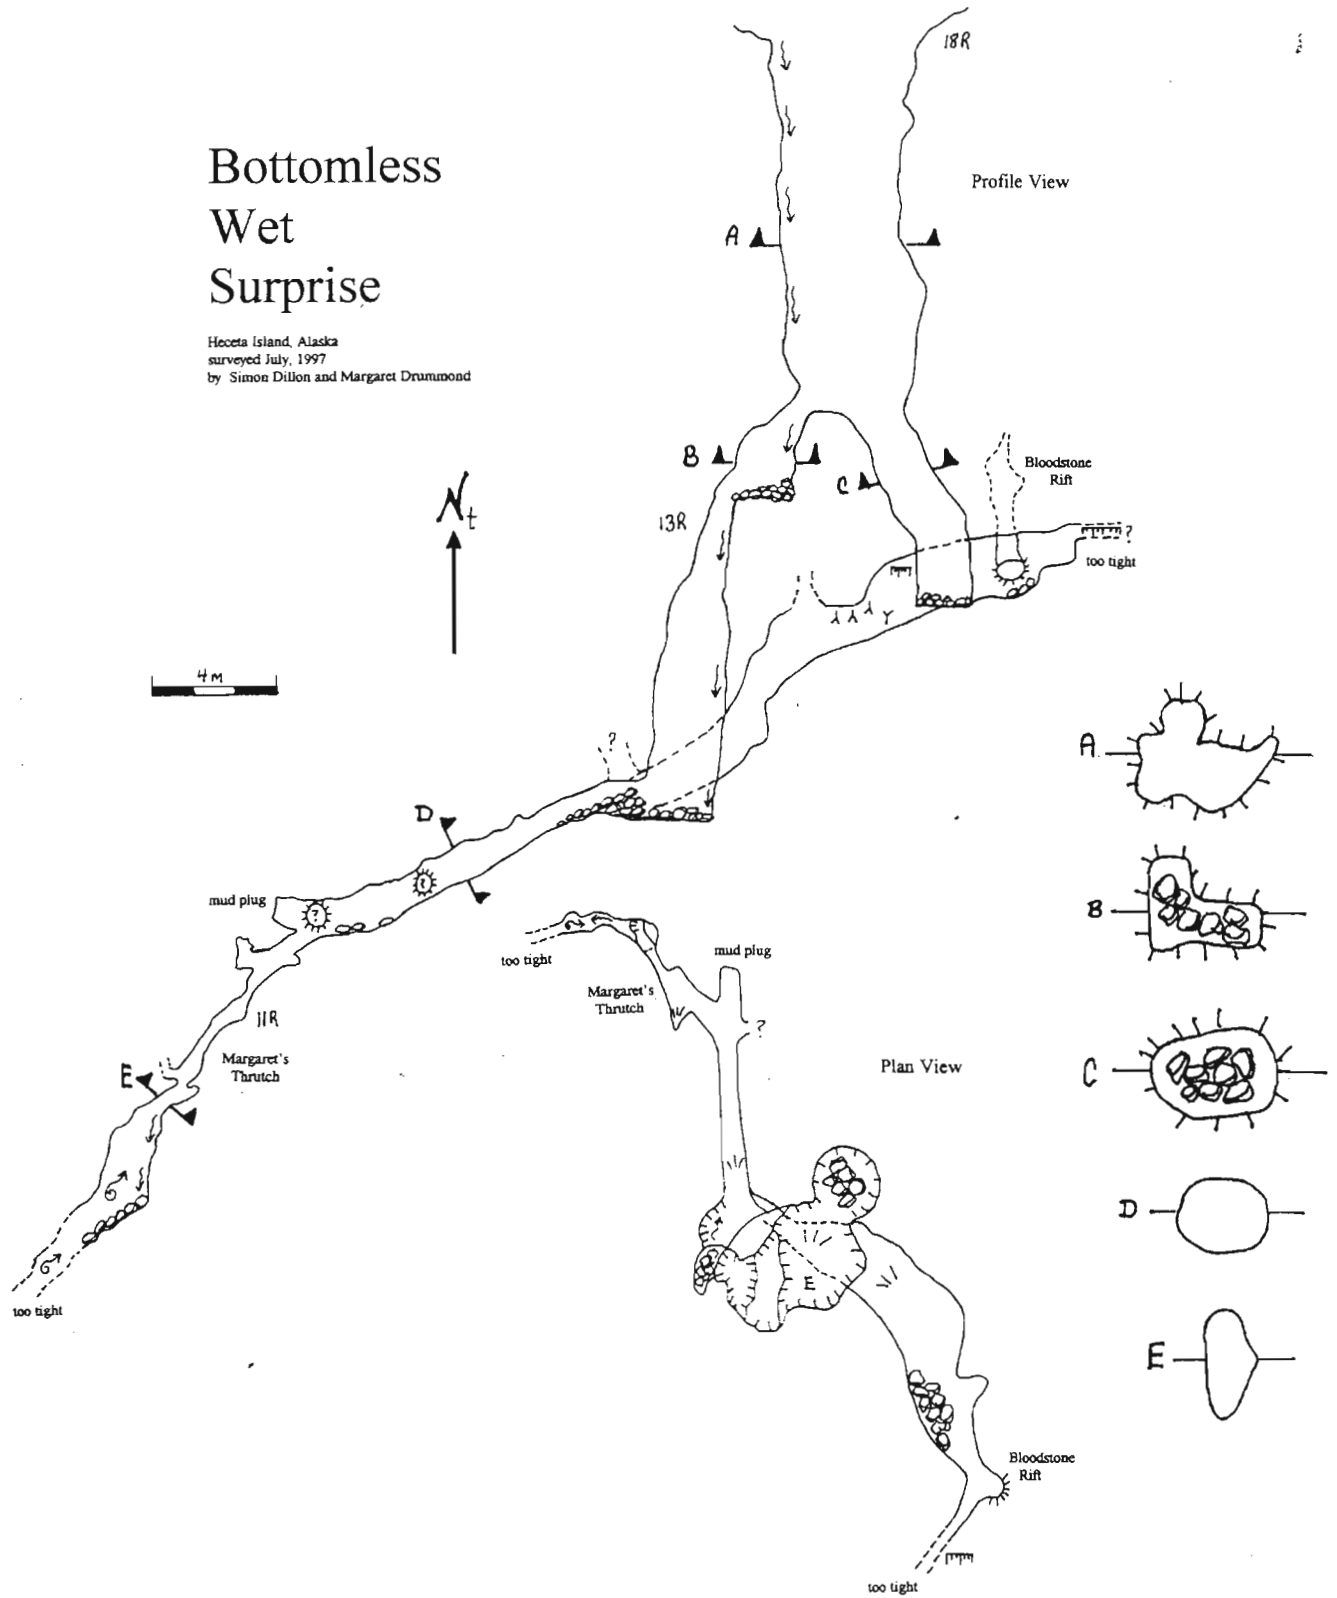 Bottomless
Wet
Surprise
Heceta Island, Alaska
surveyed July, 1997
by Simon Dillon and Margaret Drummond
18R
Profile View
A
B
C
Bloodstone
Rift
13R
?
too tight
Nt
4 M
?
D
?
?
mud plug
11R
Margaret's
Thrutch
E
too tight
too tight
mud plug
Margaret's
Thrutch
?
Plan View
E
Bloodstone
Rift
too tight
A
B
C
D
E